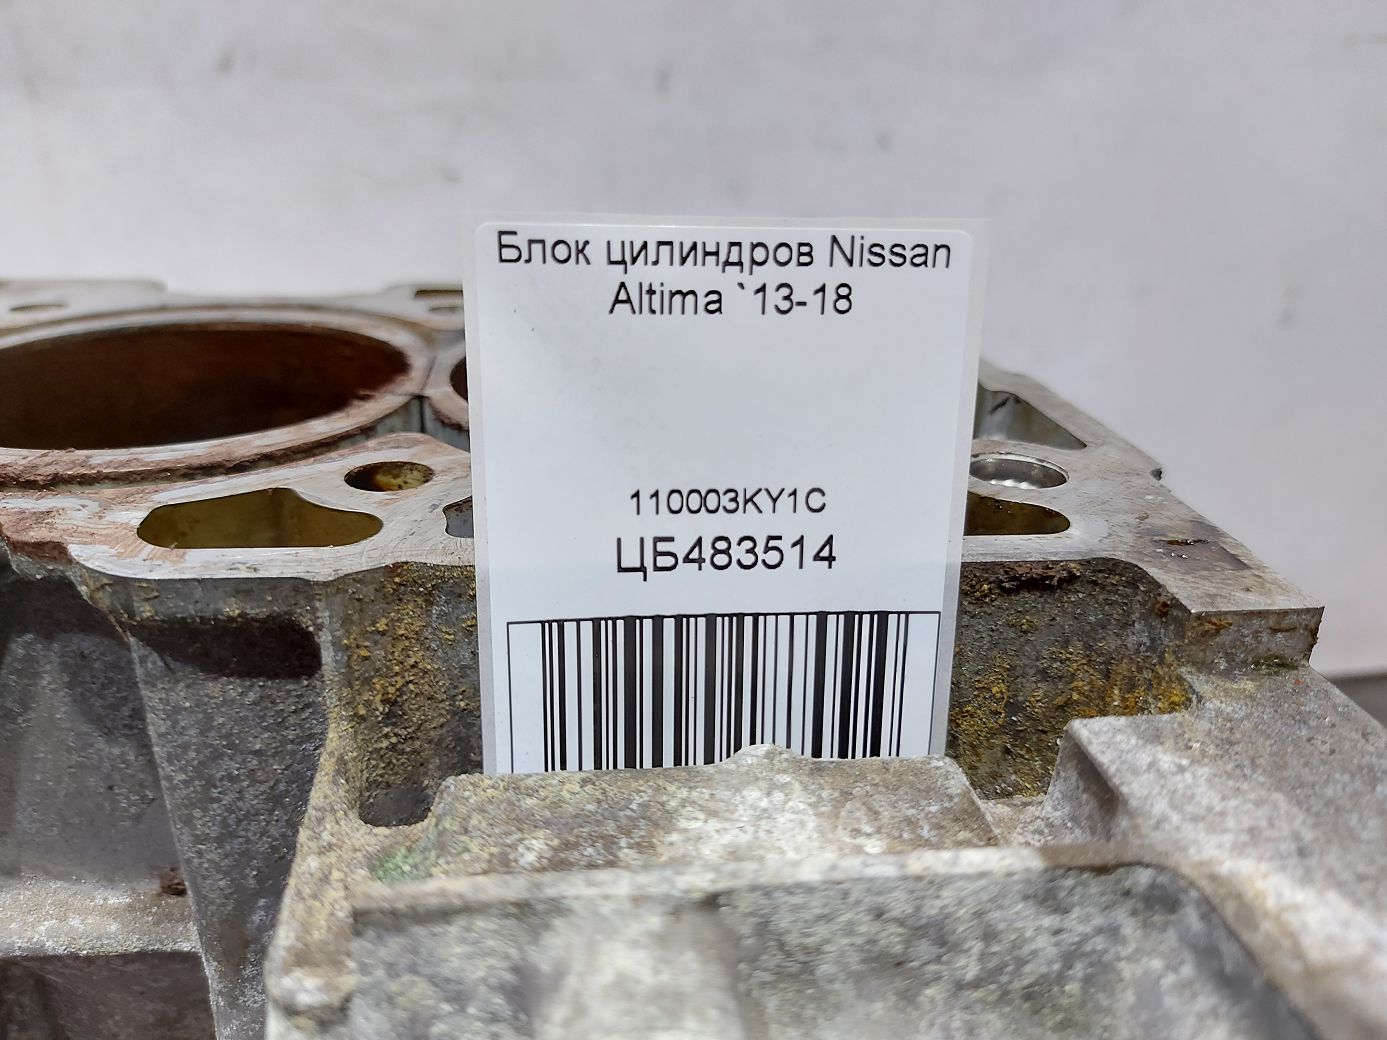 Блок цилиндров Nissan
Altima `13-18
110003KY1C
ЦБ483514